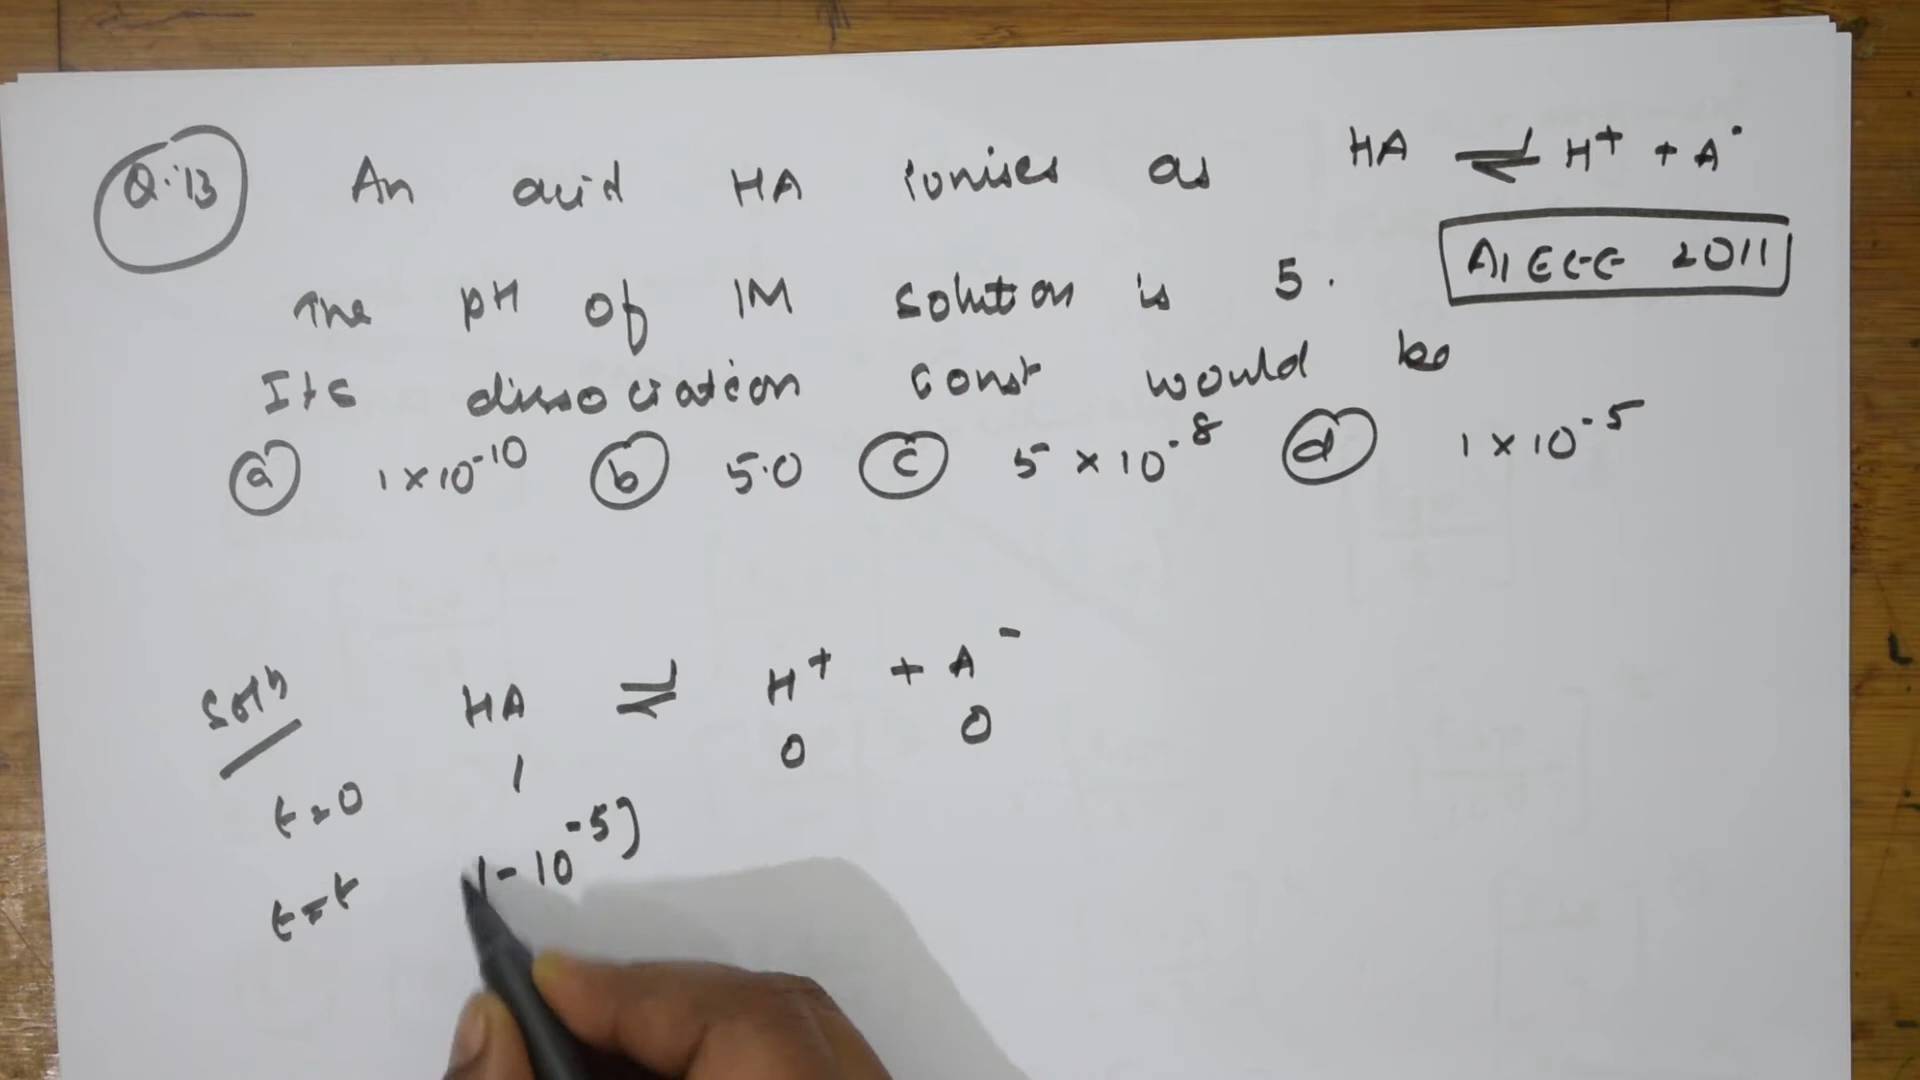 Q.13 An acid HA ionises as HA ⇌ H⁺ + A⁻
AIEEE 2011
The pH of 1M solution is 5.
Its dissociation const would be
(a) 1 × 10⁻¹⁰ (b) 5.0 (c) 5 × 10⁻⁸ (d) 1 × 10⁻⁵
Soln HA ⇌ H⁺ + A⁻
t=0 1 0 0
t=t 1 - 10⁻⁵)